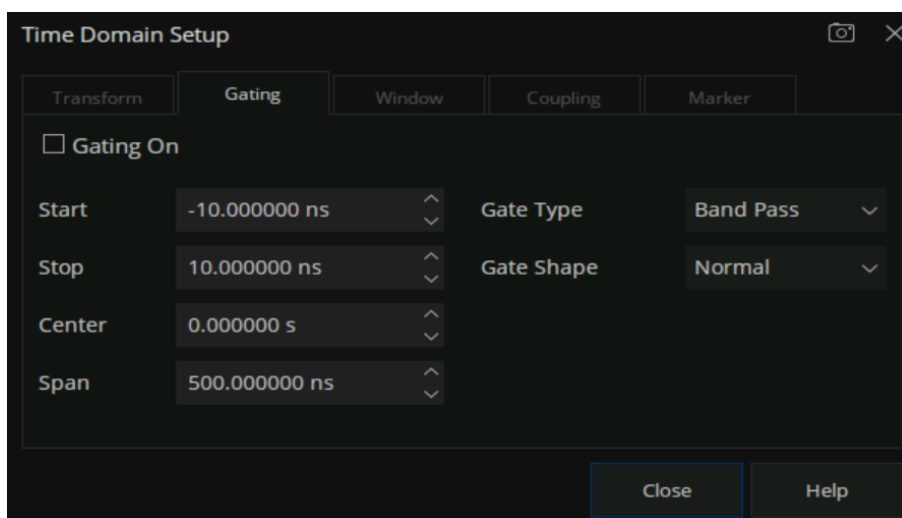 Time Domain Setup
Transform Gating Window Coupling Marker
Gating On
Start -10.000000 ns Gate Type Band Pass
Stop 10.000000 ns Gate Shape Normal
Center 0.000000 s
Span 500.000000 ns
Close Help